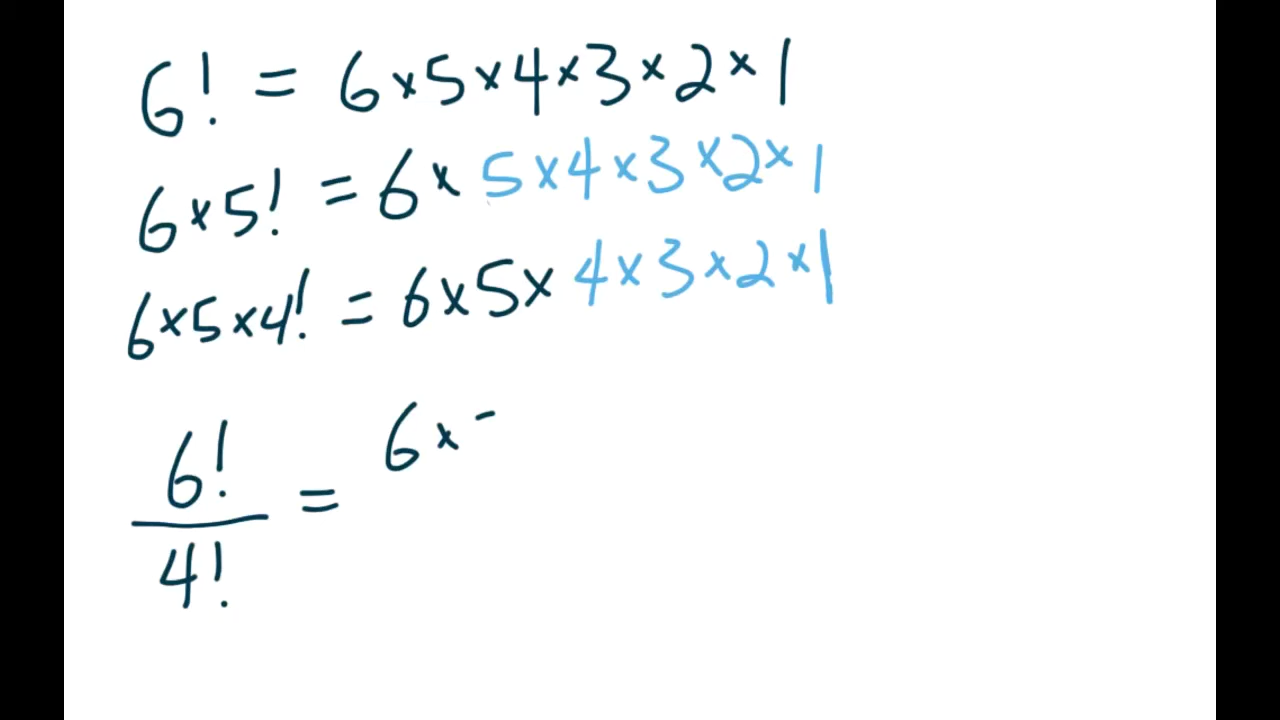 6! = 6×5×4×3×2×1
6×5! = 6×5×4×3×2×1
6×5×4! = 6×5×4×3×2×1
6!/4! = 6×